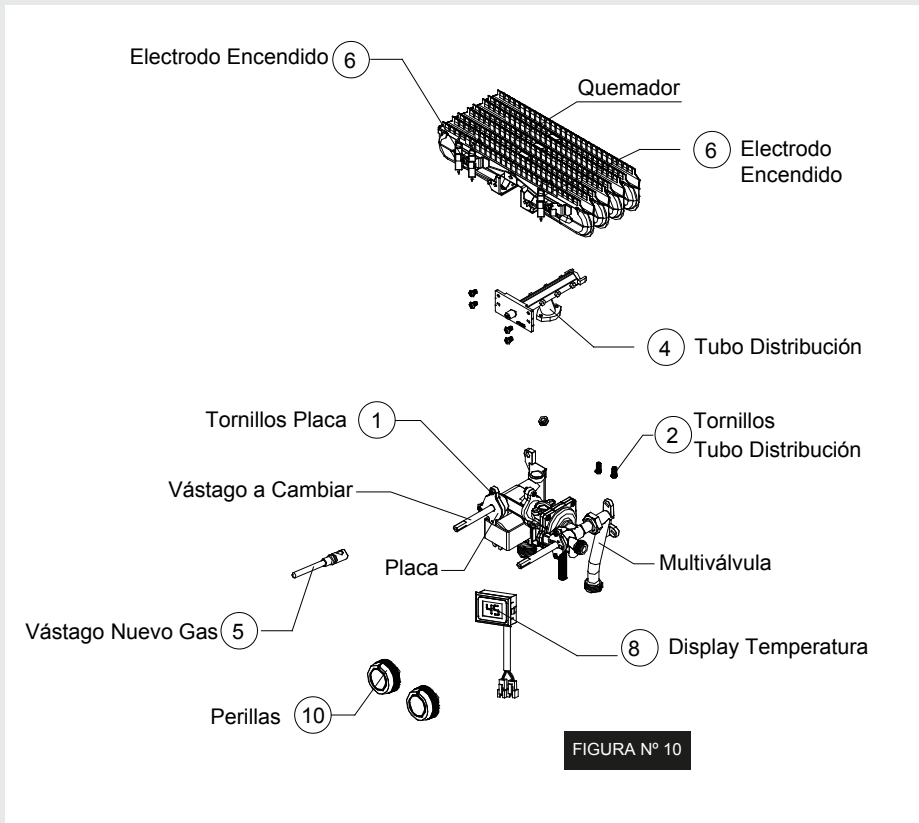 Electrodo Encendido 6
Quemador
6 Electrodo
Encendido
4 Tubo Distribución
Tornillos Placa 1
2 Tornillos
Tubo Distribución
Vástago a Cambiar
Placa
Multiválvula
Vástago Nuevo Gas 5
45
8 Display Temperatura
Perillas 10
FIGURA Nº 10